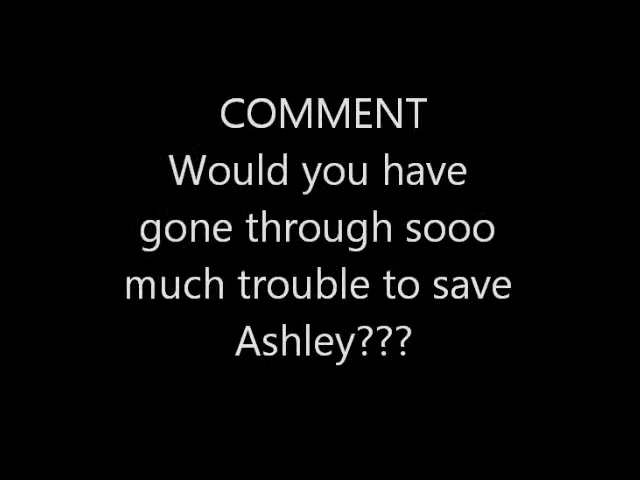 COMMENT
Would you have
gone through sooo
much trouble to save
Ashley???